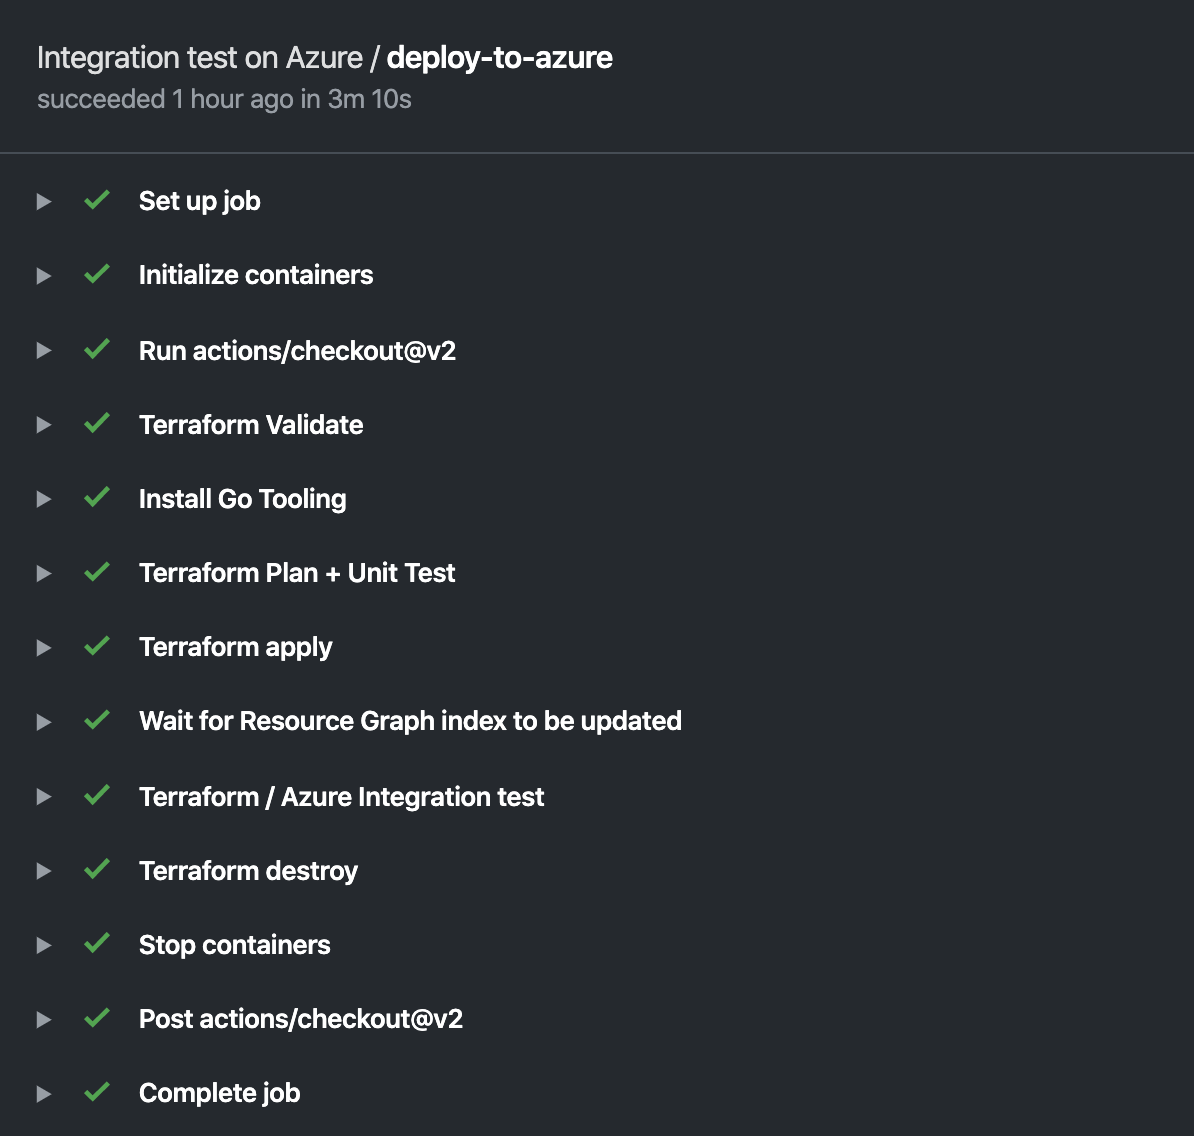 Integration test on Azure / deploy-to-azure
succeeded 1 hour ago in 3m 10s
Set up job
Initialize containers
Run actions/checkout@v2
Terraform Validate
Install Go Tooling
Terraform Plan + Unit Test
Terraform apply
Wait for Resource Graph index to be updated
Terraform / Azure Integration test
Terraform destroy
Stop containers
Post actions/checkout@v2
Complete job